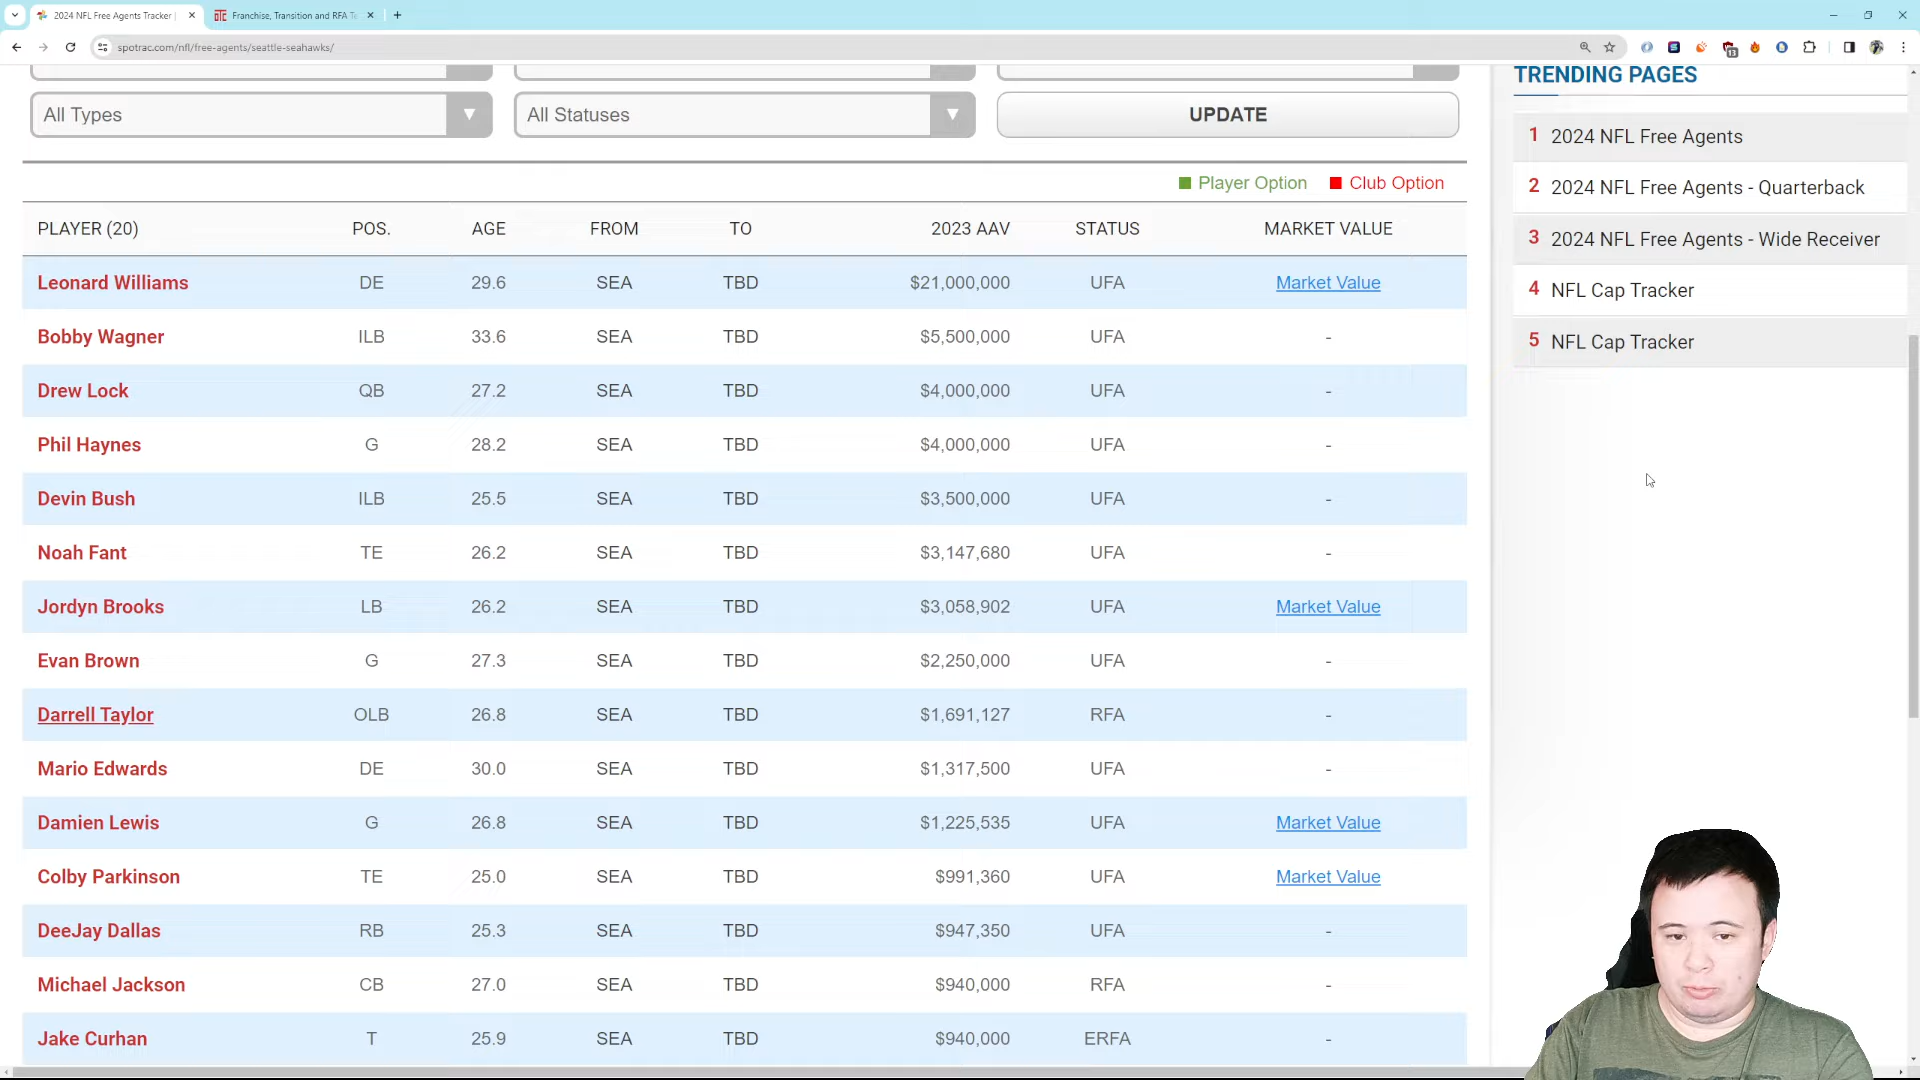 2024 NFL Free Agents Tracker |
Franchise, Transition and RFA Te
spotrac.com/nfl/free-agents/seattle-seahawks/
13
All Types
All Statuses
UPDATE
Player Option
Club Option
PLAYER (20) POS. AGE FROM TO 2023 AAV STATUS MARKET VALUE
Leonard Williams DE 29.6 SEA TBD $21,000,000 UFA Market Value
Bobby Wagner ILB 33.6 SEA TBD $5,500,000 UFA -
Drew Lock QB 27.2 SEA TBD $4,000,000 UFA -
Phil Haynes G 28.2 SEA TBD $4,000,000 UFA -
Devin Bush ILB 25.5 SEA TBD $3,500,000 UFA -
Noah Fant TE 26.2 SEA TBD $3,147,680 UFA -
Jordyn Brooks LB 26.2 SEA TBD $3,058,902 UFA Market Value
Evan Brown G 27.3 SEA TBD $2,250,000 UFA -
Darrell Taylor OLB 26.8 SEA TBD $1,691,127 RFA -
Mario Edwards DE 30.0 SEA TBD $1,317,500 UFA -
Damien Lewis G 26.8 SEA TBD $1,225,535 UFA Market Value
Colby Parkinson TE 25.0 SEA TBD $991,360 UFA Market Value
DeeJay Dallas RB 25.3 SEA TBD $947,350 UFA -
Michael Jackson CB 27.0 SEA TBD $940,000 RFA -
Jake Curhan T 25.9 SEA TBD $940,000 ERFA -
TRENDING PAGES
1 2024 NFL Free Agents
2 2024 NFL Free Agents - Quarterback
3 2024 NFL Free Agents - Wide Receiver
4 NFL Cap Tracker
5 NFL Cap Tracker